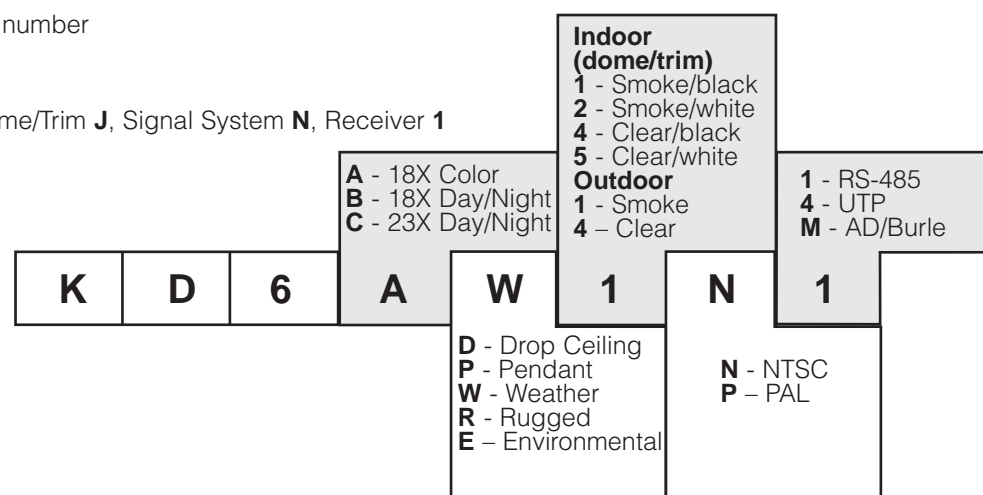 number
me/Trim J, Signal System N, Receiver 1
Indoor
(dome/trim)
1 - Smoke/black
2 - Smoke/white
4 - Clear/black
5 - Clear/white
Outdoor
1 - Smoke
4 – Clear
A - 18X Color
B - 18X Day/Night
C - 23X Day/Night
1 - RS-485
4 - UTP
M - AD/Burle
K D 6 A W 1 N 1
D - Drop Ceiling
P - Pendant
W - Weather
R - Rugged
E – Environmental
N - NTSC
P – PAL